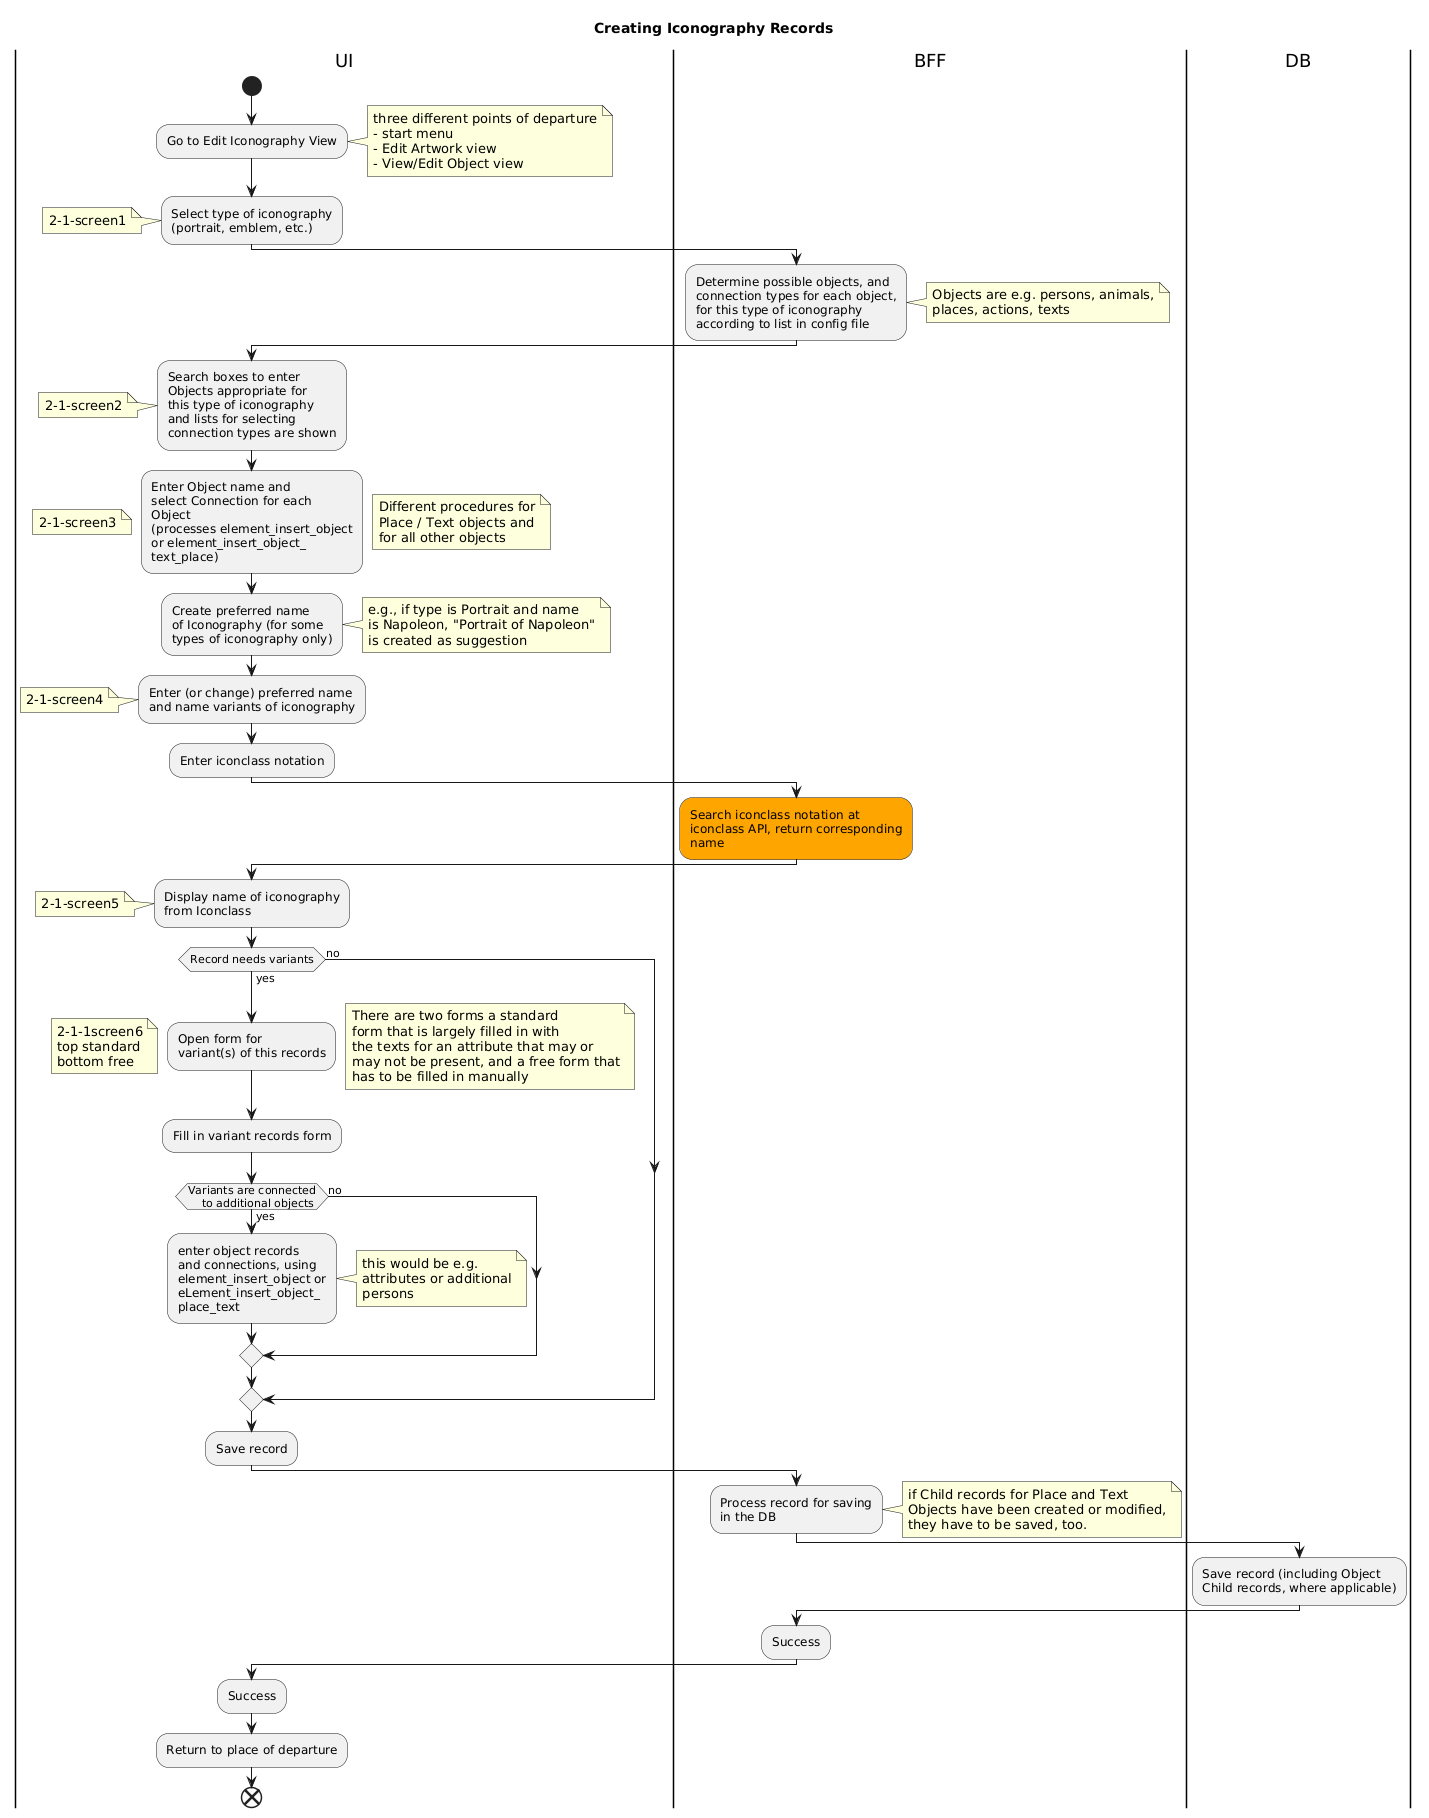 Creating Iconography Records
UI
BFF
DB
Go to Edit Iconography View
three different points of departure
- start menu
- Edit Artwork view
- View/Edit Object view
2-1-screen1
Select type of iconography
(portrait, emblem, etc.)
Determine possible objects, and
connection types for each object,
for this type of iconography
according to list in config file
Objects are e.g. persons, animals,
places, actions, texts
2-1-screen2
Search boxes to enter
Objects appropriate for
this type of iconography
and lists for selecting
connection types are shown
2-1-screen3
Enter Object name and
select Connection for each
Object
(processes element_insert_object
or element_insert_object_
text_place)
Different procedures for
Place / Text objects and
for all other objects
Create preferred name
of Iconography (for some
types of iconography only)
e.g., if type is Portrait and name
is Napoleon, "Portrait of Napoleon"
is created as suggestion
2-1-screen4
Enter (or change) preferred name
and name variants of iconography
Enter iconclass notation
Search iconclass notation at
iconclass API, return corresponding
name
2-1-screen5
Display name of iconography
from Iconclass
Record needs variants
no
yes
2-1-1screen6
top standard
bottom free
Open form for
variant(s) of this records
There are two forms a standard
form that is largely filled in with
the texts for an attribute that may or
may not be present, and a free form that
has to be filled in manually
Fill in variant records form
Variants are connected
to additional objects
no
yes
enter object records
and connections, using
element_insert_object or
eLement_insert_object_
place_text
this would be e.g.
attributes or additional
persons
Save record
Process record for saving
in the DB
if Child records for Place and Text
Objects have been created or modified,
they have to be saved, too.
Save record (including Object
Child records, where applicable)
Success
Success
Return to place of departure